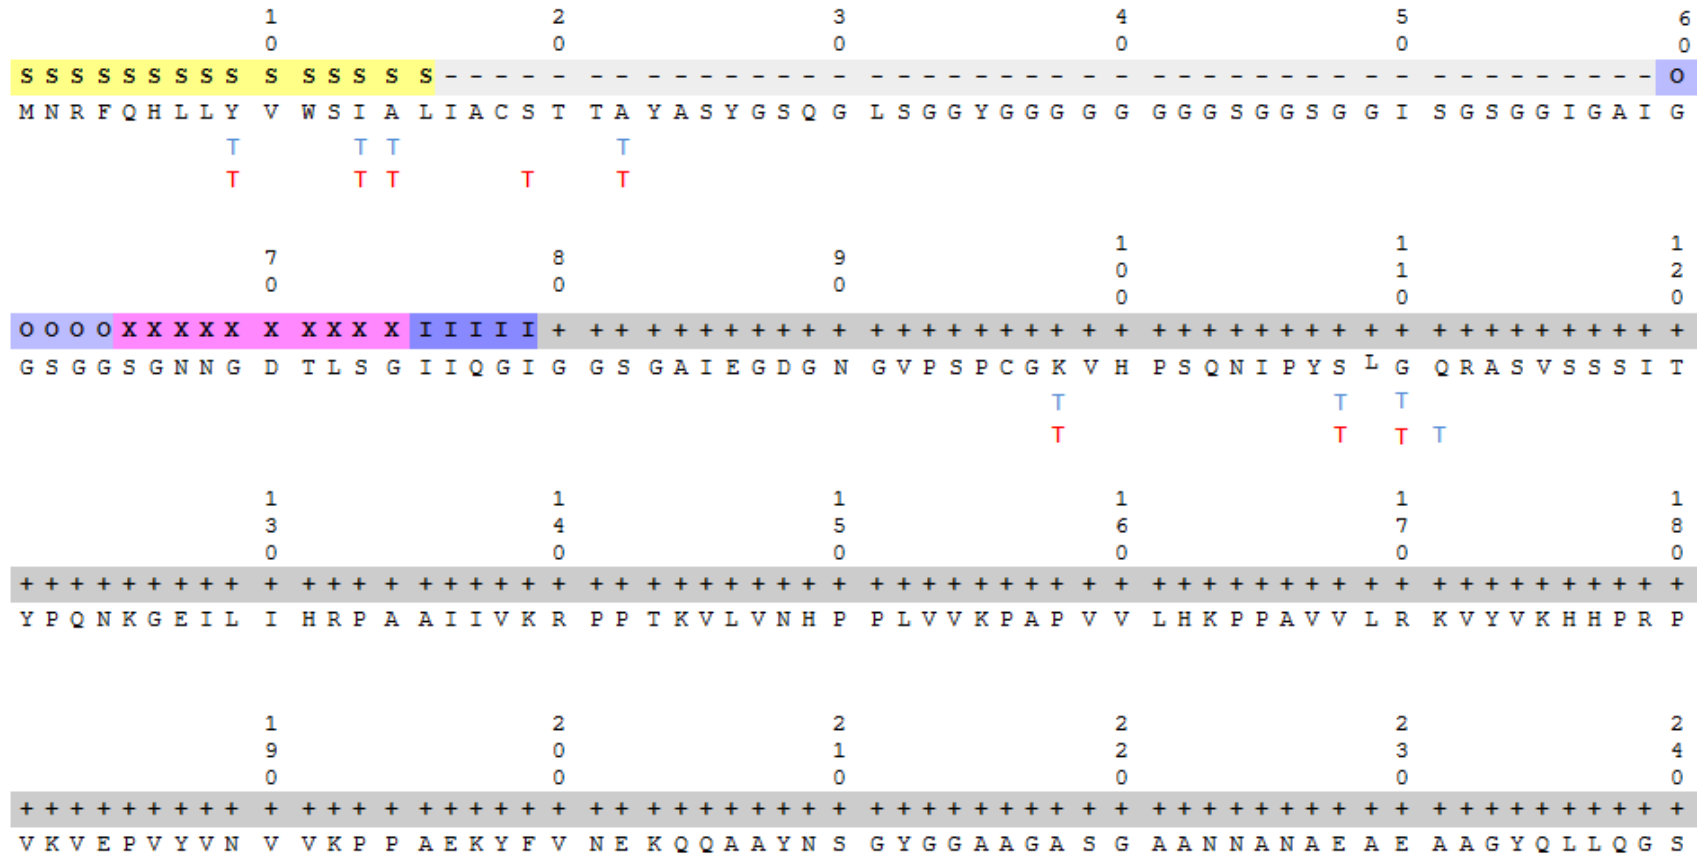 1 2 3 4 5 6
0 0 0 0 0 0
S S S S S S S S S S S S S S S - - - - - - - - - - - - - - - - - - - - - - - - - - - - - - - - - - - - - - - - - - - - O
M N R F Q H L L Y V W S I A L I A C S T T A Y A S Y G S Q G L S G G Y G G G G G G G G S G G S G G I S G S G G I G A I G
T T T T
T T T T T
1 1 1
7 8 9 0 1 2
0 0 0 0 0 0
O O O O X X X X X X X X X X I I I I I + + + + + + + + + + + + + + + + + + + + + + + + + + + + + + + + + + + + + + + + +
G S G G S G N N G D T L S G I I Q G I G G S G A I E G D G N G V P S P C G K V H P S Q N I P Y S L G Q R A S V S S S I T
T T T
T T T T
1 1 1 1 1 1
3 4 5 6 7 8
0 0 0 0 0 0
+ + + + + + + + + + + + + + + + + + + + + + + + + + + + + + + + + + + + + + + + + + + + + + + + + + + + + + + + + + + +
Y P Q N K G E I L I H R P A A I I V K R P P T K V L V N H P P L V V K P A P V V L H K P P A V V L R K V Y V K H H P R P
1 2 2 2 2 2
9 0 1 2 3 4
0 0 0 0 0 0
+ + + + + + + + + + + + + + + + + + + + + + + + + + + + + + + + + + + + + + + + + + + + + + + + + + + + + + + + + + + +
V K V E P V Y V N V V K P P A E K Y F V N E K Q Q A A Y N S G Y G G A A G A S G A A N N A N A E A E A A G Y Q L L Q G S